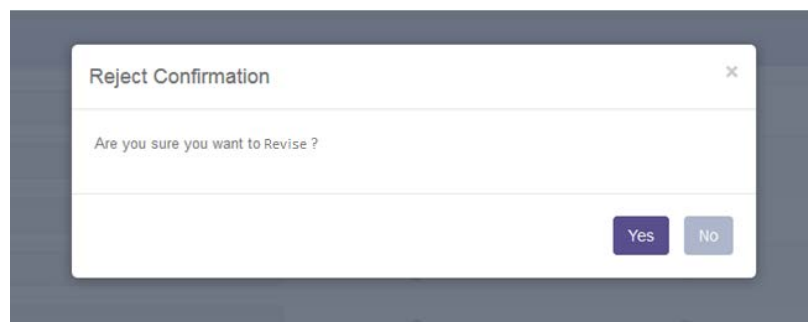 Reject Confirmation ×
Are you sure you want to Revise ?
Yes No